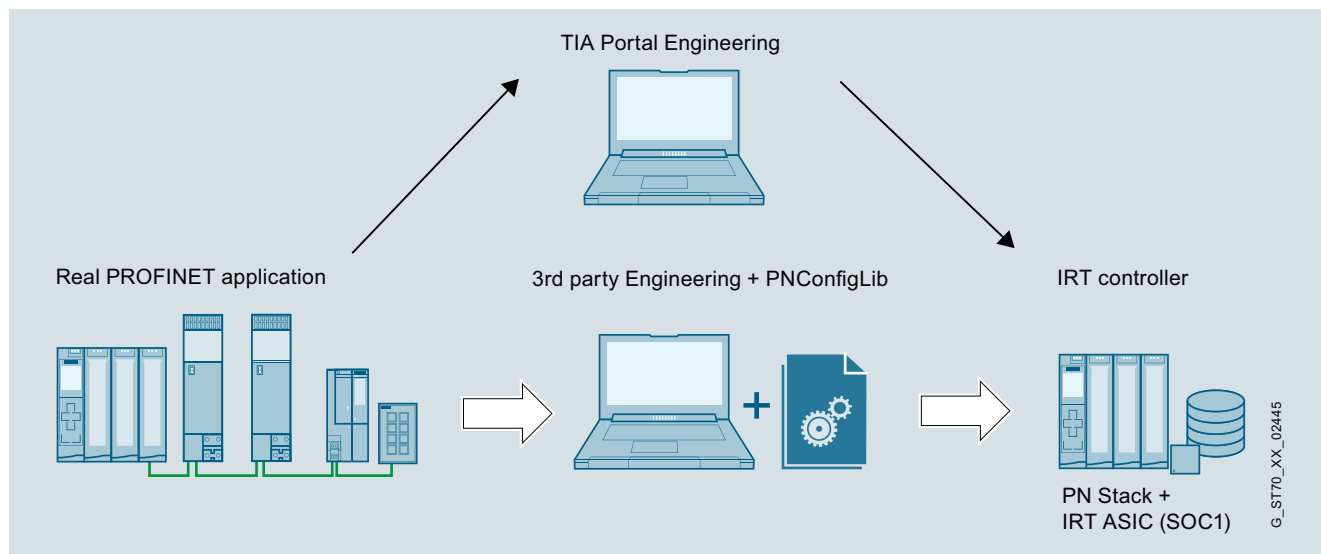 TIA Portal Engineering
Real PROFINET application
3rd party Engineering + PNConfigLib
IRT controller
PN Stack +
IRT ASIC (SOC1)
G_ST70_XX_02445